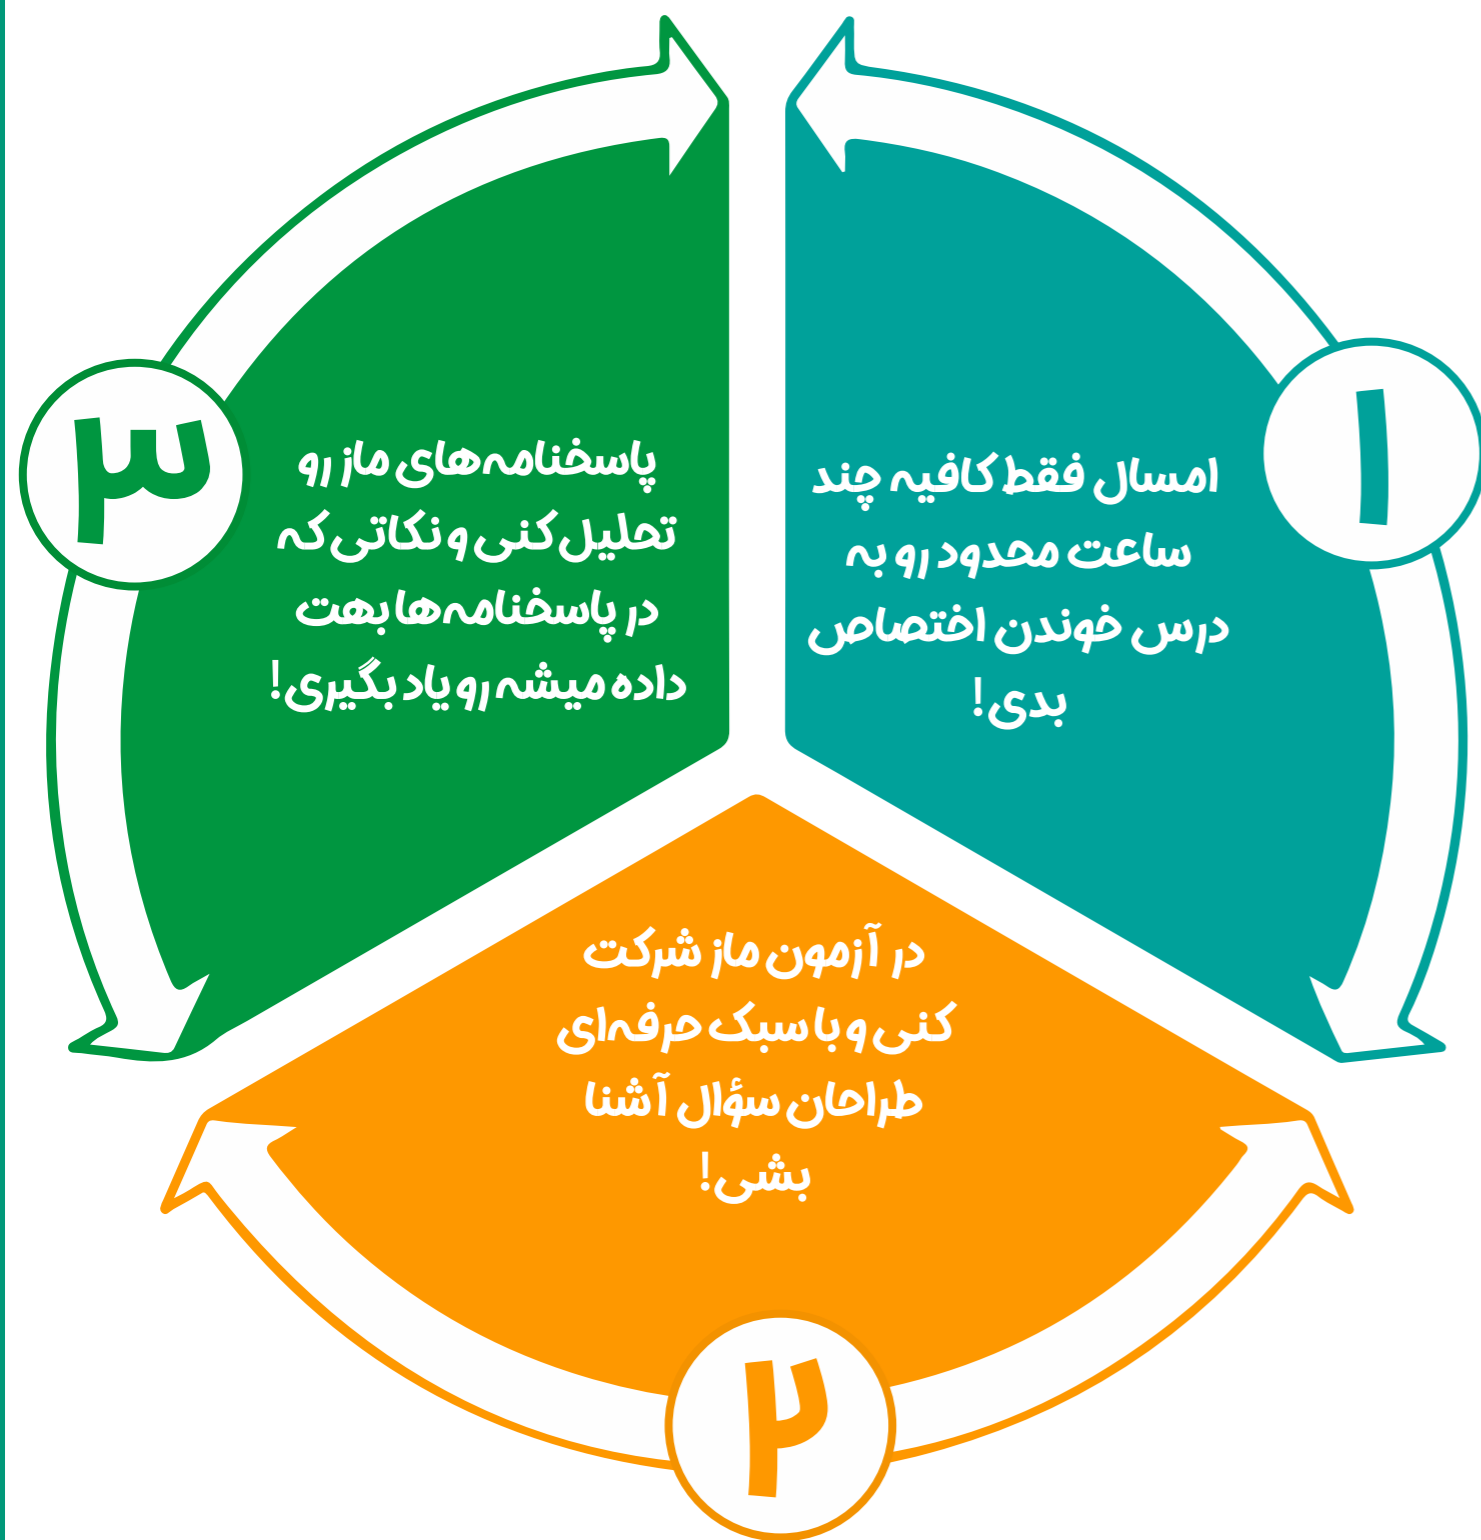 ۱
امسال فقط کافیه چند
ساعت محدود رو به
درس خوندن اختصاص
بدی!
۲
در آزمون ماز شرکت
کنی و با سبک حرفه‌ای
طراحان سؤال آشنا
بشی!
۳
پاسخنامه‌های ماز رو
تحلیل کنی و نکاتی که
در پاسخنامه‌ها بهت
داده میشه رو یاد بگیری!